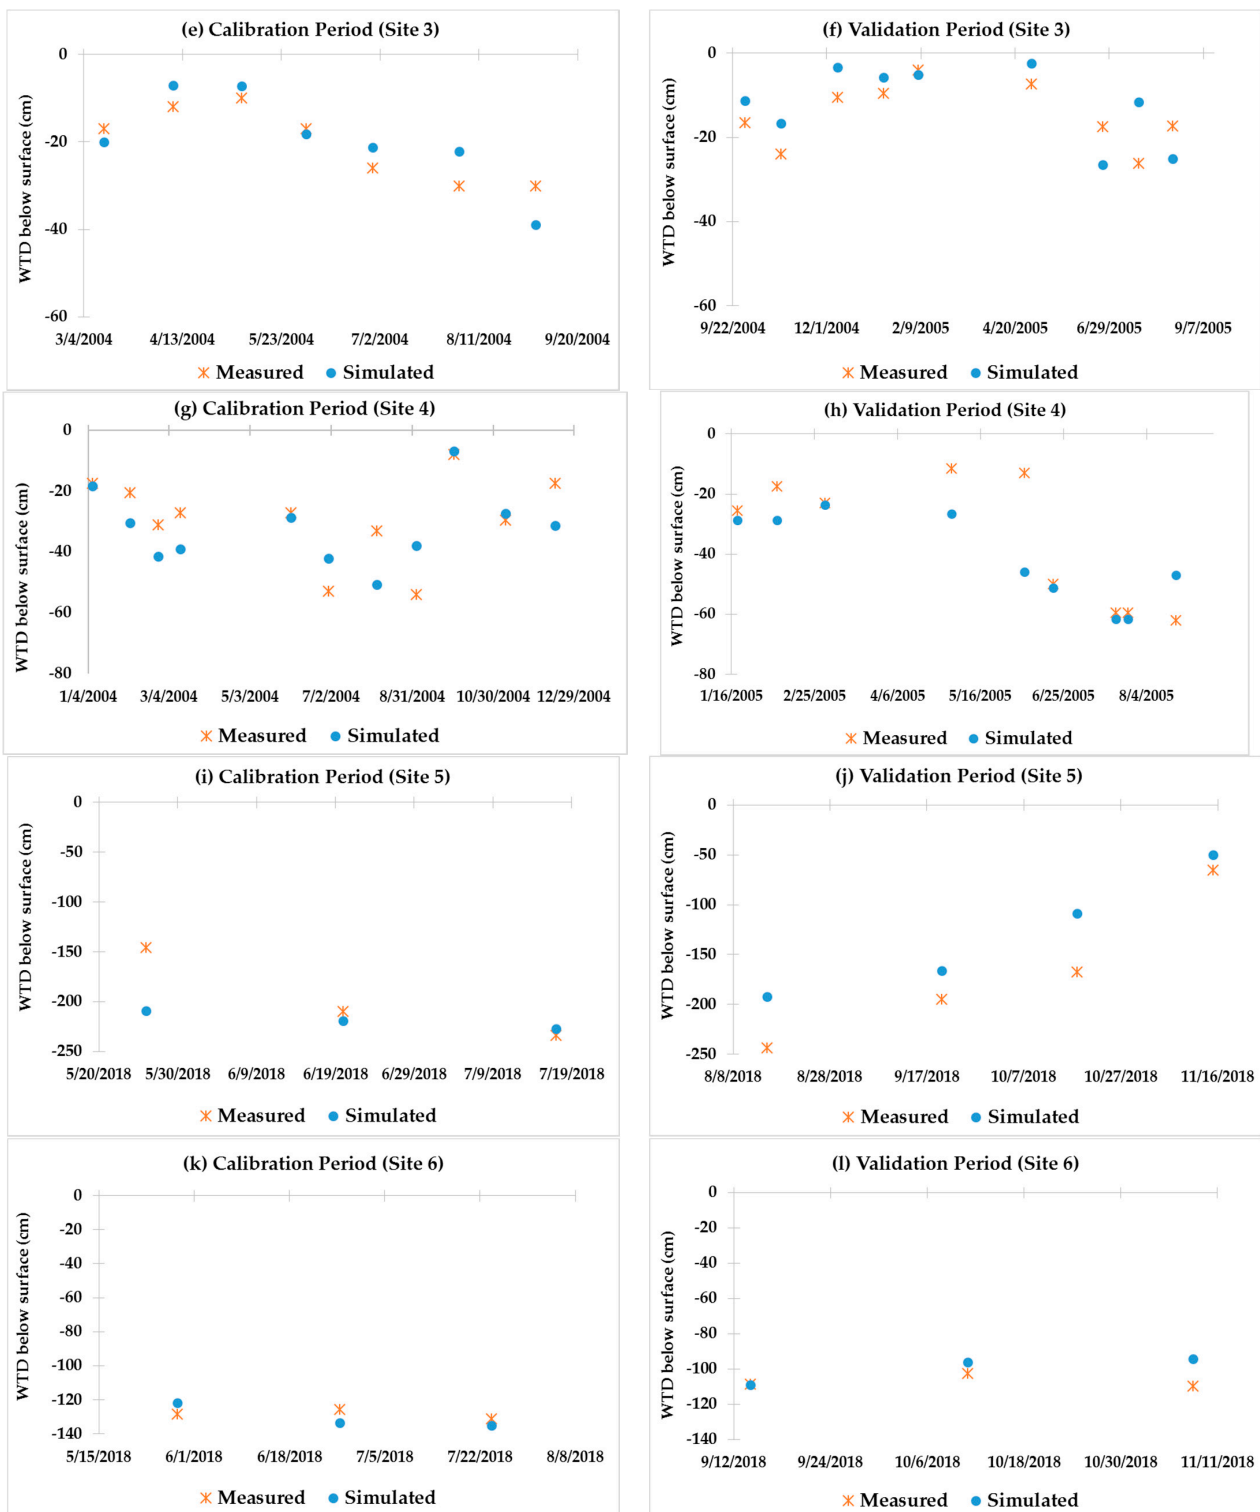 (e) Calibration Period (Site 3)
WTD below surface (cm)
0
-20
-40
-60
3/4/2004 4/13/2004 5/23/2004 7/2/2004 8/11/2004 9/20/2004
Measured Simulated
(f) Validation Period (Site 3)
WTD below surface (cm)
0
-20
-40
-60
9/22/2004 12/1/2004 2/9/2005 4/20/2005 6/29/2005 9/7/2005
Measured Simulated
(g) Calibration Period (Site 4)
WTD below surface (cm)
0
-20
-40
-60
-80
1/4/2004 3/4/2004 5/3/2004 7/2/2004 8/31/2004 10/30/2004 12/29/2004
Measured Simulated
(h) Validation Period (Site 4)
WTD below surface (cm)
0
-20
-40
-60
-80
1/16/2005 2/25/2005 4/6/2005 5/16/2005 6/25/2005 8/4/2005
Measured Simulated
(i) Calibration Period (Site 5)
WTD below surface (cm)
0
-50
-100
-150
-200
-250
5/20/2018 5/30/2018 6/9/2018 6/19/2018 6/29/2018 7/9/2018 7/19/2018
Measured Simulated
(j) Validation Period (Site 5)
WTD below surface (cm)
0
-50
-100
-150
-200
-250
8/8/2018 8/28/2018 9/17/2018 10/7/2018 10/27/2018 11/16/2018
Measured Simulated
(k) Calibration Period (Site 6)
WTD below surface (cm)
0
-20
-40
-60
-80
-100
-120
-140
5/15/2018 6/1/2018 6/18/2018 7/5/2018 7/22/2018 8/8/2018
Measured Simulated
(l) Validation Period (Site 6)
WTD below surface (cm)
0
-20
-40
-60
-80
-100
-120
-140
9/12/2018 9/24/2018 10/6/2018 10/18/2018 10/30/2018 11/11/2018
Measured Simulated